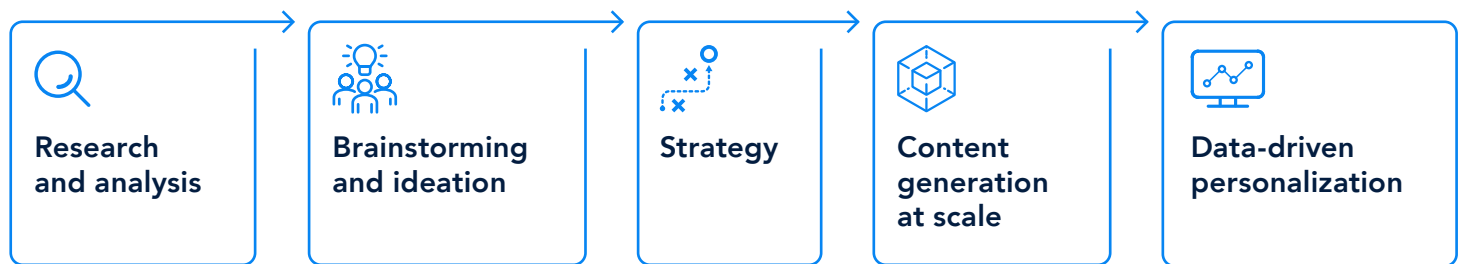 Research
and analysis
Brainstorming
and ideation
Strategy
Content
generation
at scale
Data-driven
personalization